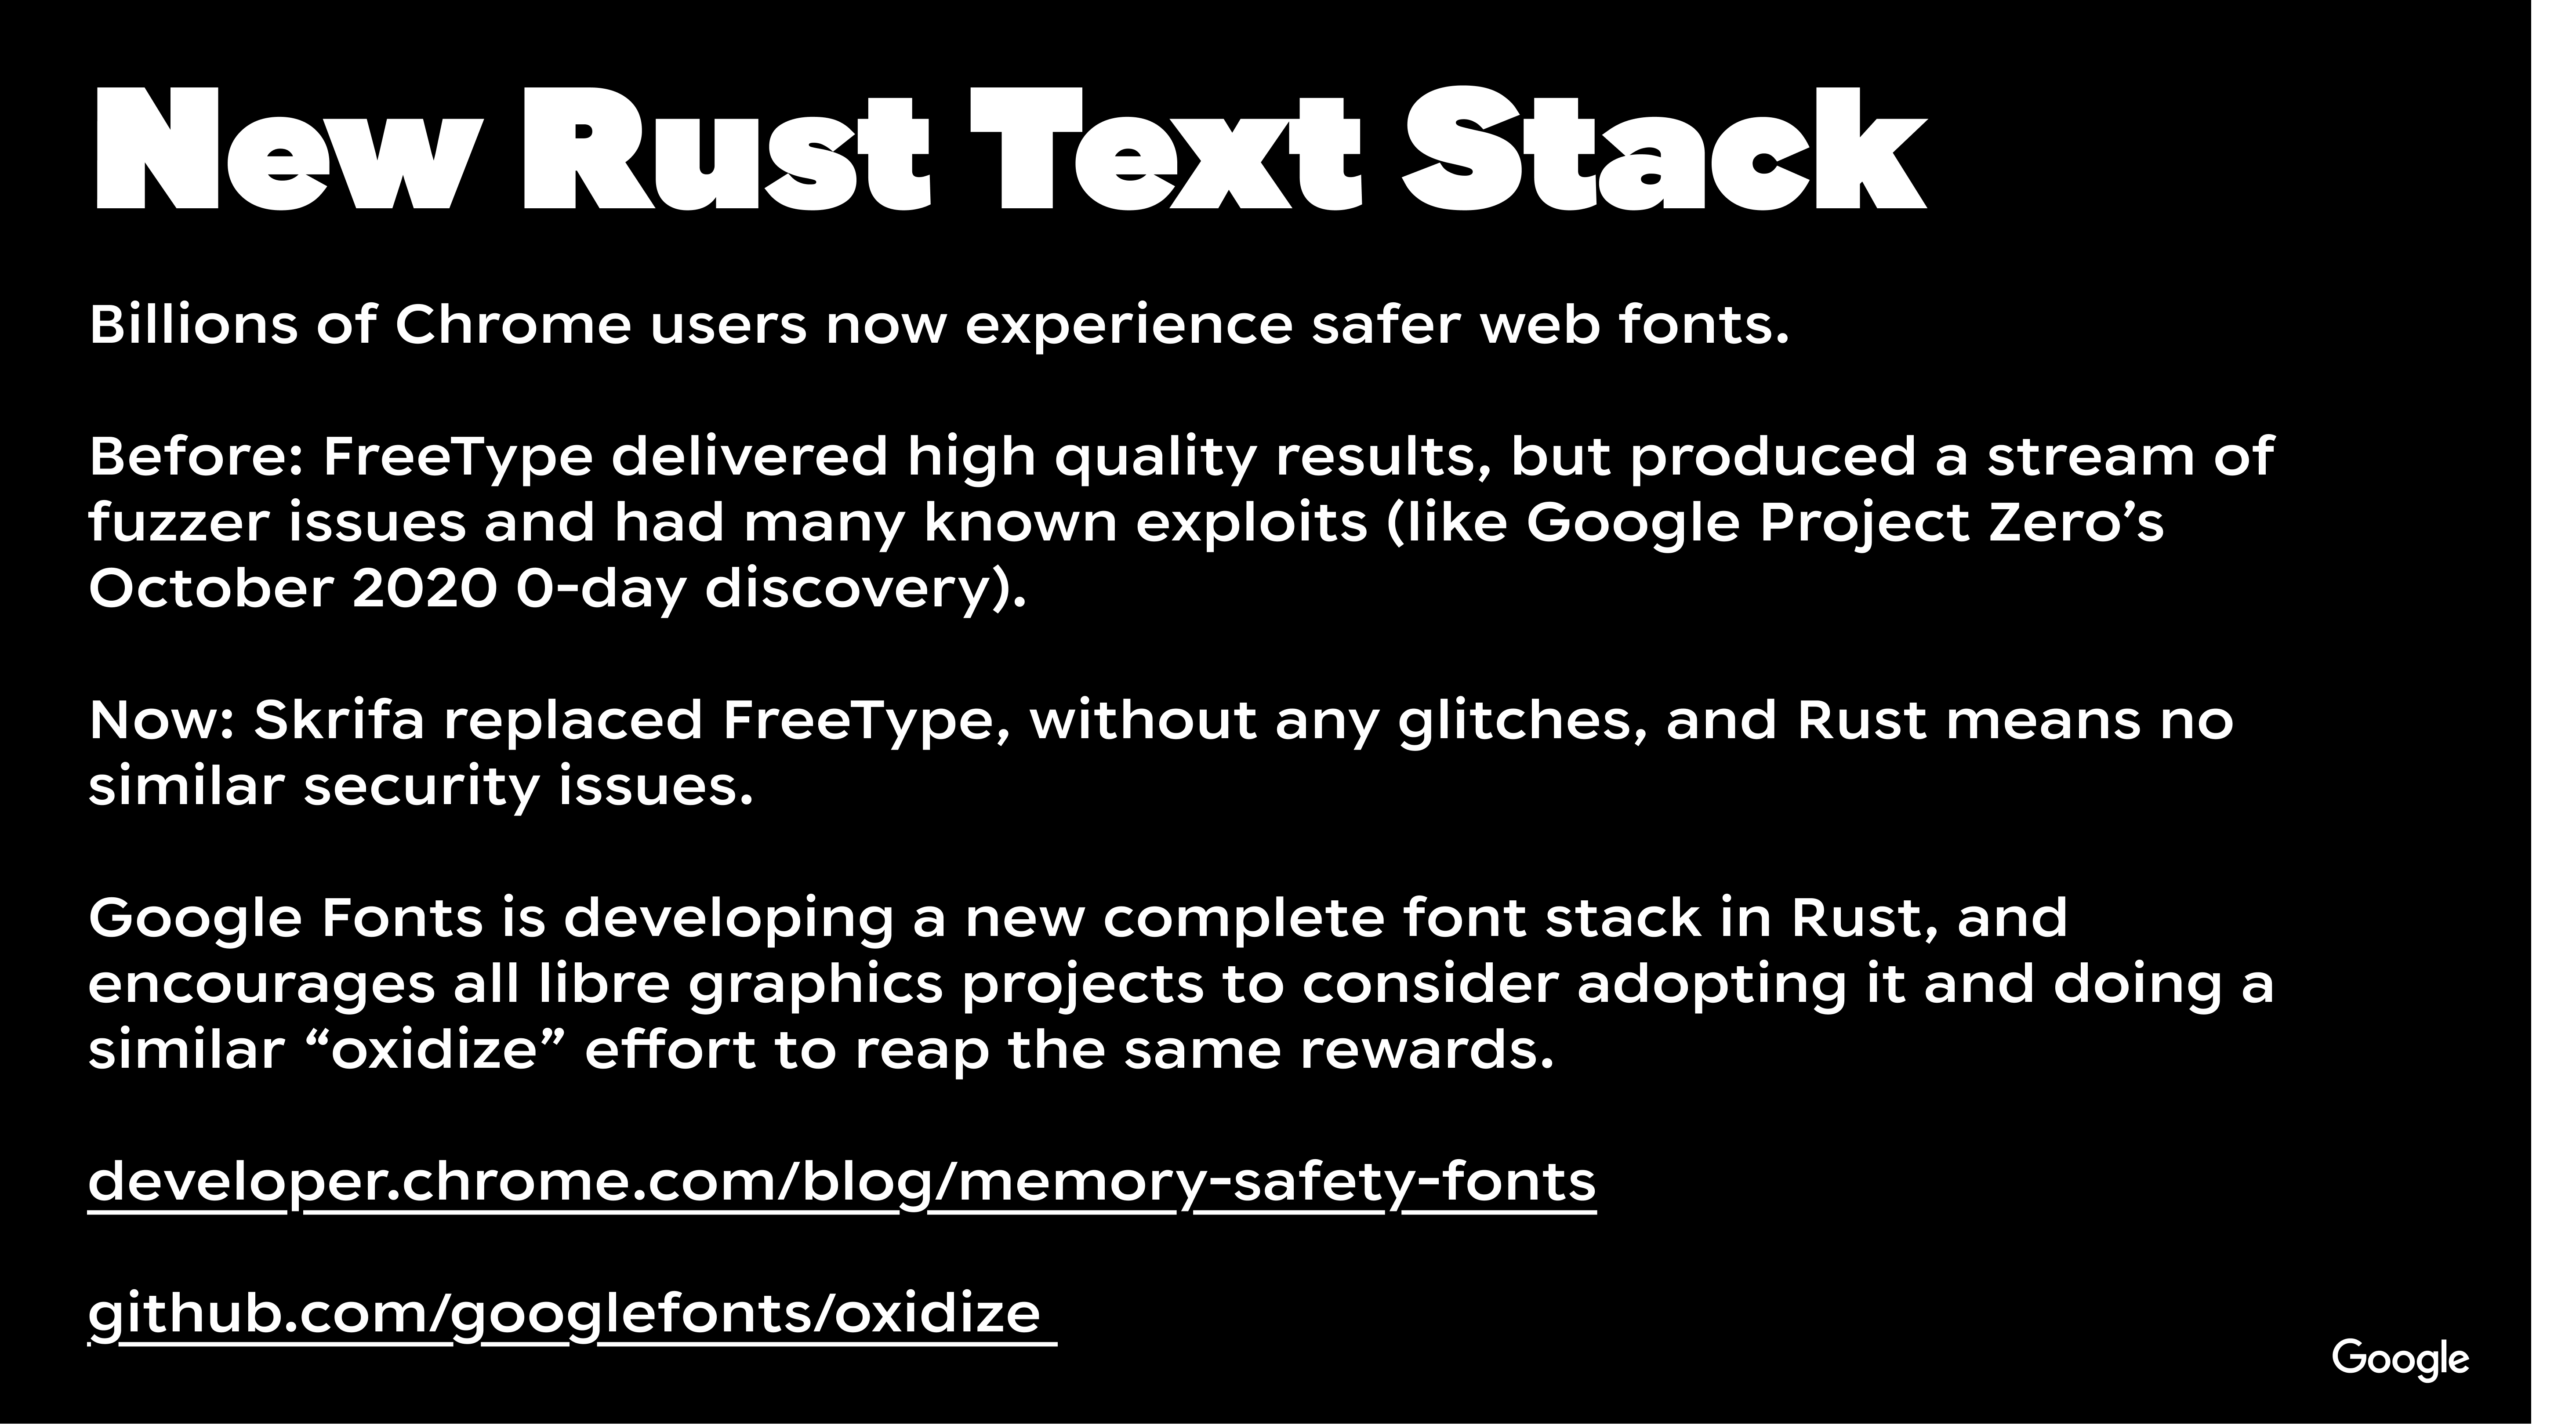 New Rust Text Stack
Billions of Chrome users now experience safer web fonts.
Before: FreeType delivered high quality results, but produced a stream of
fuzzer issues and had many known exploits (like Google Project Zero’s
October 2020 0-day discovery).
Now: Skrifa replaced FreeType, without any glitches, and Rust means no
similar security issues.
Google Fonts is developing a new complete font stack in Rust, and
encourages all libre graphics projects to consider adopting it and doing a
similar “oxidize” effort to reap the same rewards.
developer.chrome.com/blog/memory-safety-fonts
github.com/googlefonts/oxidize
Google